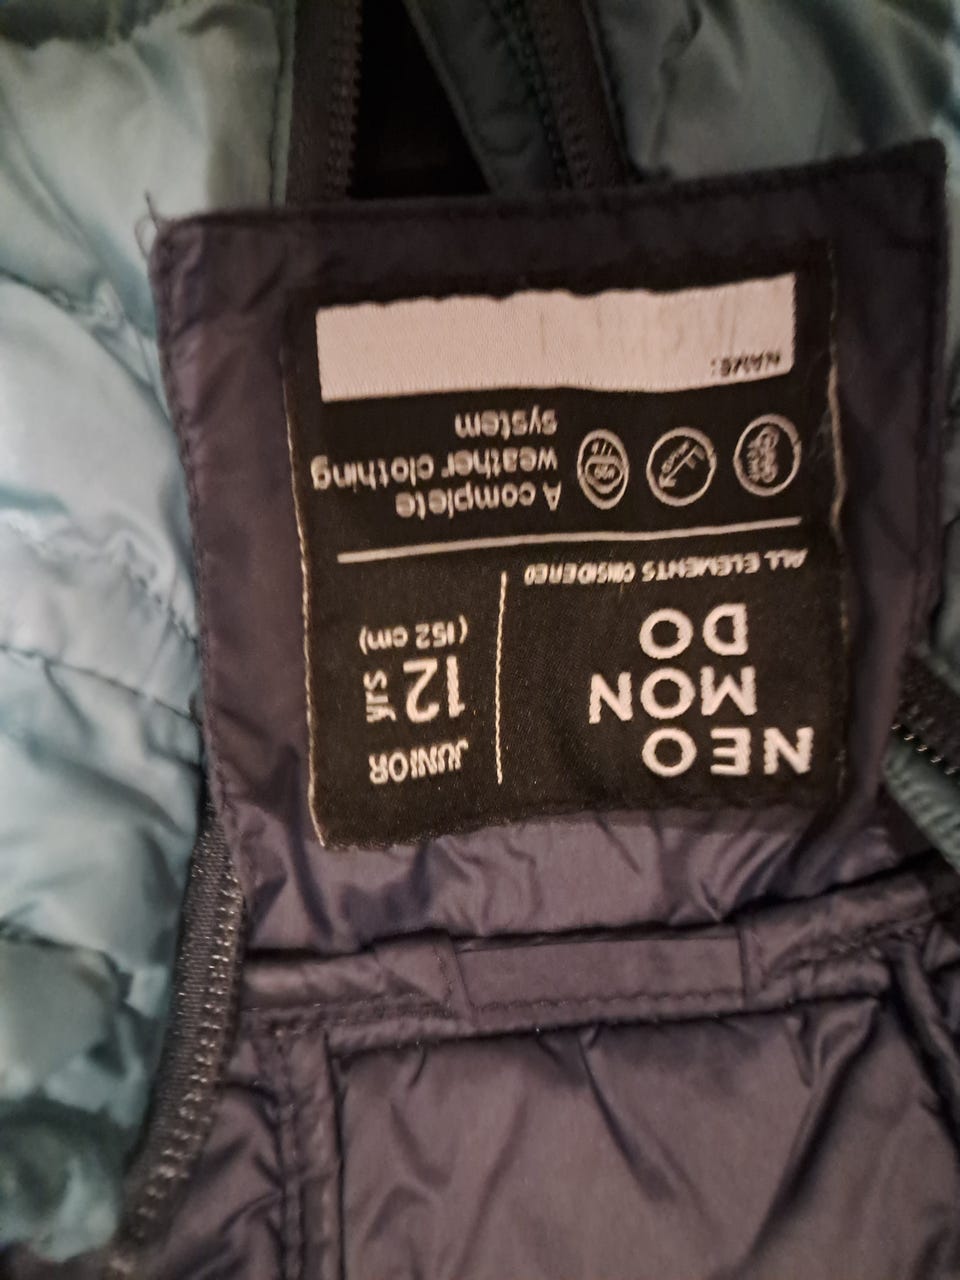 NEO
MON
DO
ALL ELEMENTS CONSIDERED
JUNIOR
12 yrs
(152 cm)
A complete
weather clothing
system
NAME: